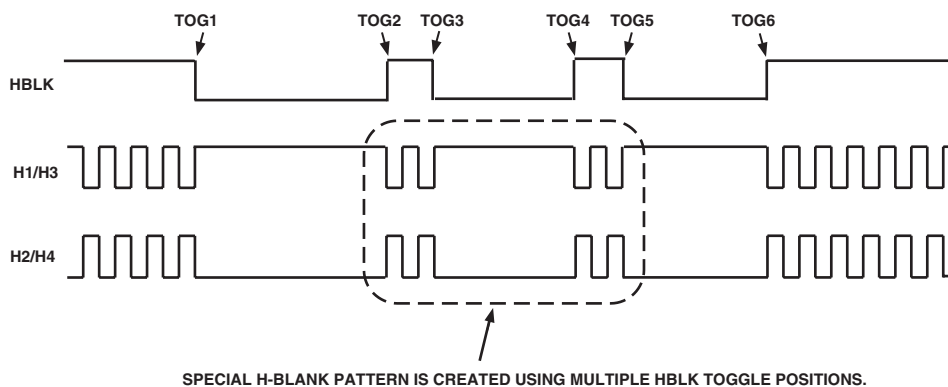 TOG1 TOG2 TOG3 TOG4 TOG5 TOG6
HBLK
H1/H3
H2/H4
SPECIAL H-BLANK PATTERN IS CREATED USING MULTIPLE HBLK TOGGLE POSITIONS.